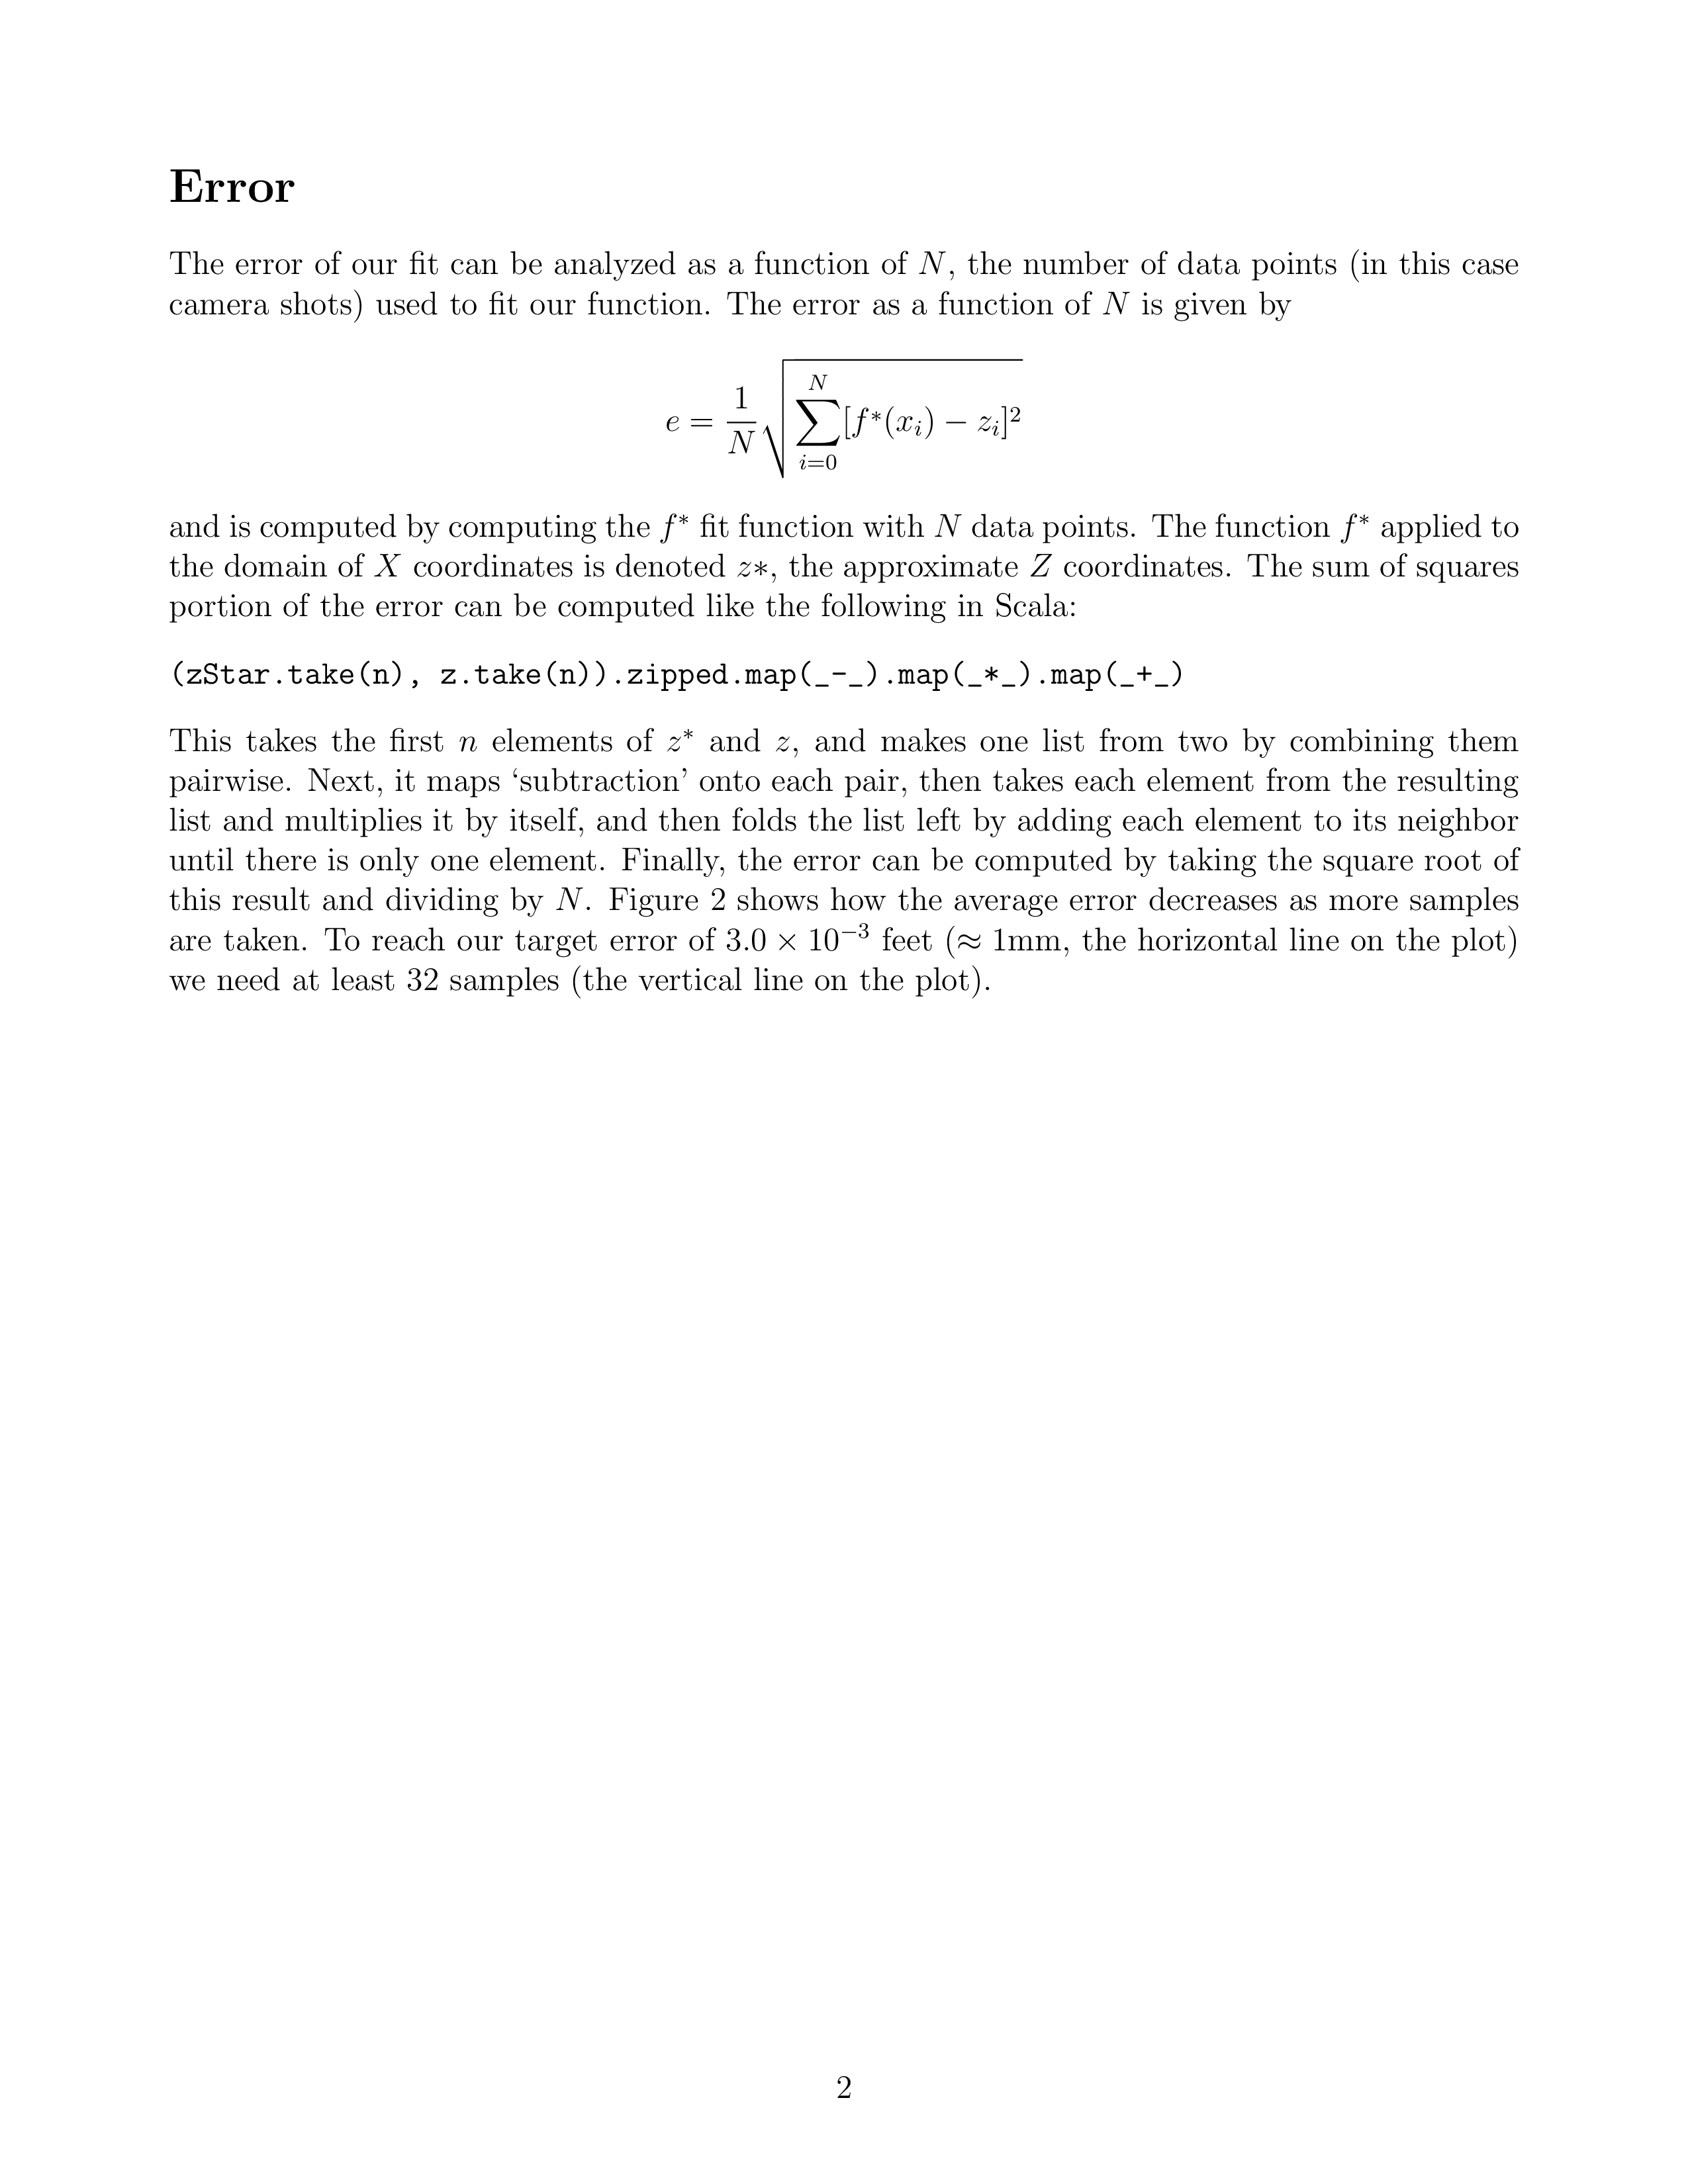 Error
The error of our fit can be analyzed as a function of N, the number of data points (in this case
camera shots) used to fit our function. The error as a function of N is given by
e = \frac{1}{N}\sqrt{\sum_{i=0}^{N}[f^*(x_i) - z_i]^2}
and is computed by computing the f* fit function with N data points. The function f* applied to
the domain of X coordinates is denoted z*, the approximate Z coordinates. The sum of squares
portion of the error can be computed like the following in Scala:
(zStar.take(n), z.take(n)).zipped.map(_-_).map(_*_).map(_+_)
This takes the first n elements of z* and z, and makes one list from two by combining them
pairwise. Next, it maps ‘subtraction’ onto each pair, then takes each element from the resulting
list and multiplies it by itself, and then folds the list left by adding each element to its neighbor
until there is only one element. Finally, the error can be computed by taking the square root of
this result and dividing by N. Figure 2 shows how the average error decreases as more samples
are taken. To reach our target error of 3.0 × 10⁻³ feet (≈ 1mm, the horizontal line on the plot)
we need at least 32 samples (the vertical line on the plot).
2